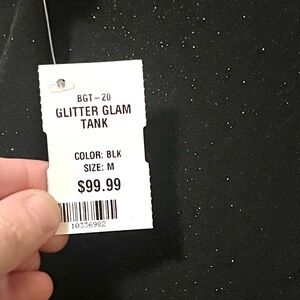 BGT-20
GLITTER GLAM
TANK
COLOR: BLK
SIZE: M
$99.99
10336982